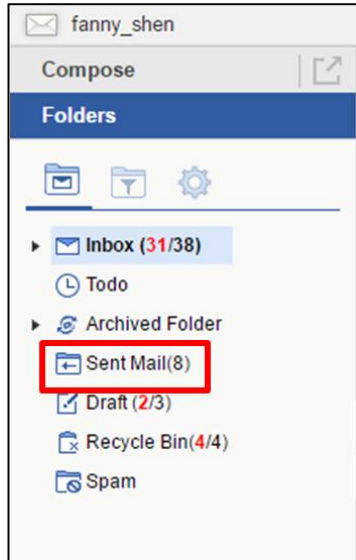 fanny_shen
Compose
Folders
Inbox (31/38)
Todo
Archived Folder
Sent Mail(8)
Draft (2/3)
Recycle Bin(4/4)
Spam